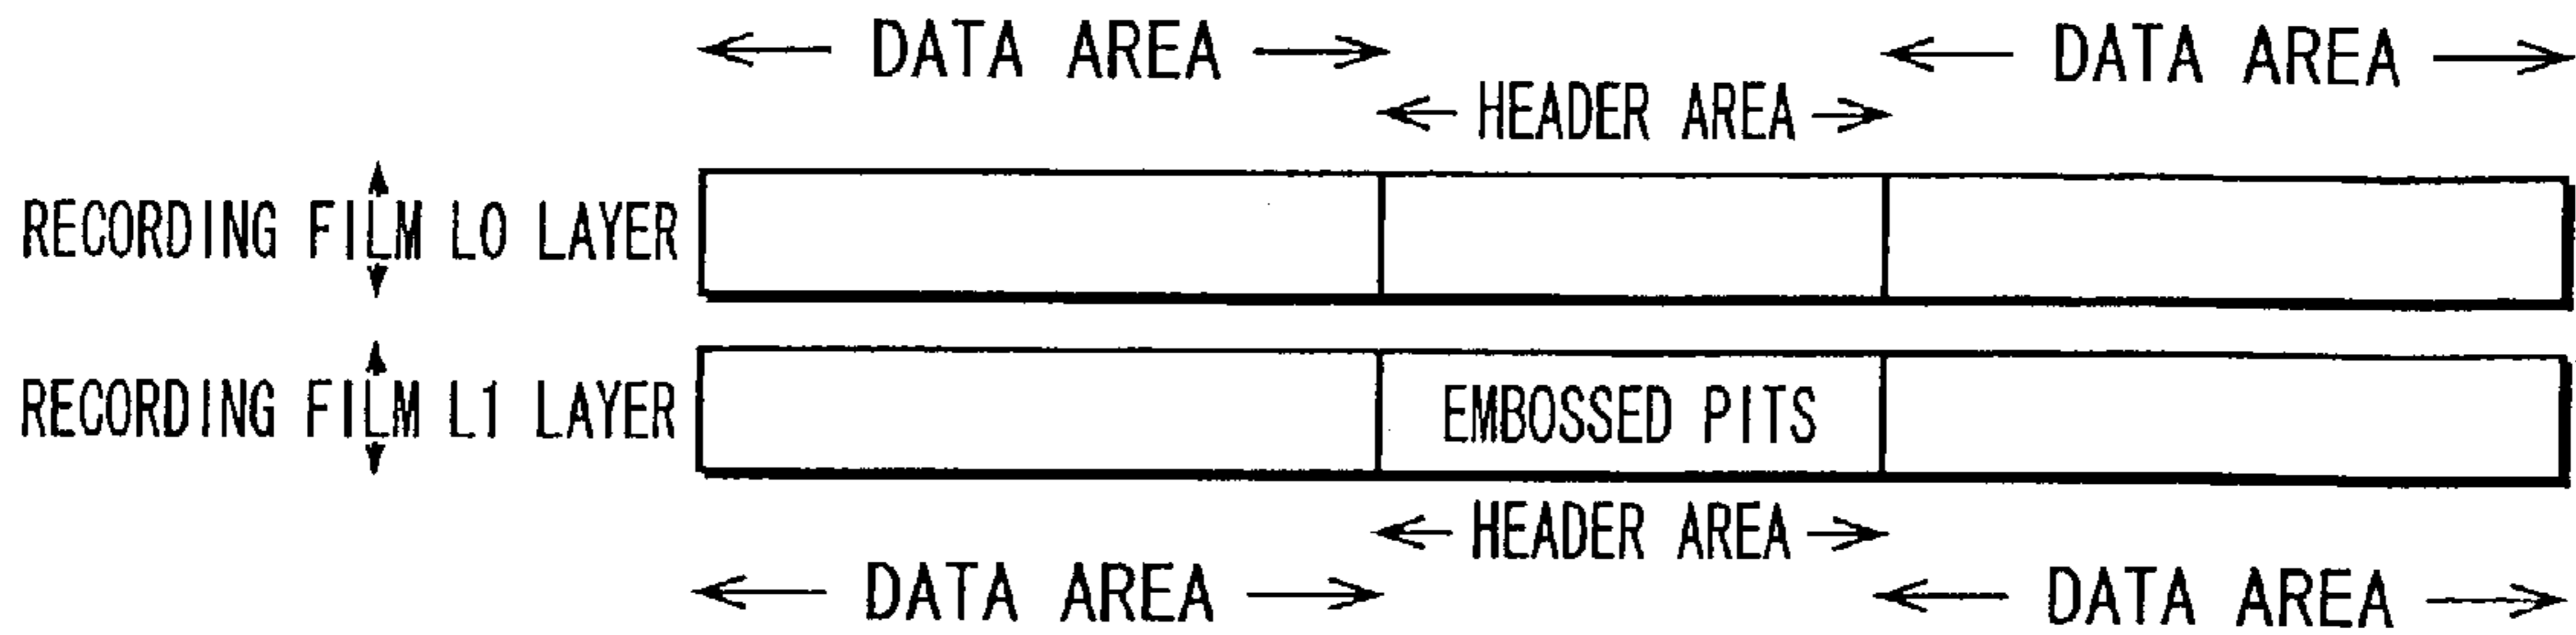 DATA AREA DATA AREA
HEADER AREA
RECORDING FILM L0 LAYER
RECORDING FILM L1 LAYER EMBOSSED PITS
HEADER AREA
DATA AREA DATA AREA